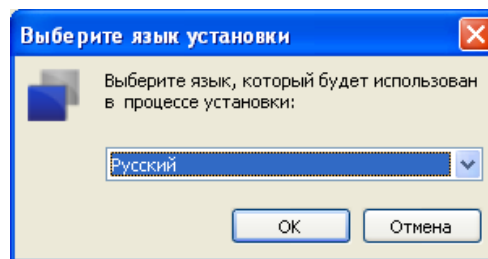 Выберите язык установки
Выберите язык, который будет использован
в процессе установки:
Русский
OK
Отмена